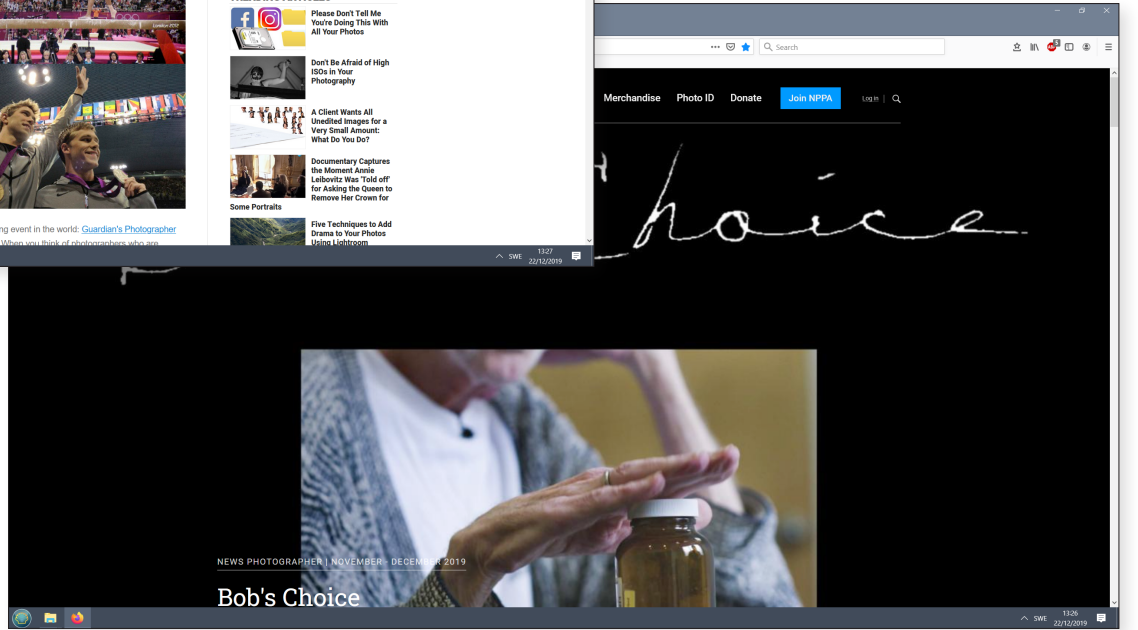 London 2012
Please Don't Tell Me
You're Doing This With
All Your Photos
Don't Be Afraid of High
ISOs in Your
Photography
A Client Wants All
Unedited Images for a
Very Small Amount:
What Do You Do?
Documentary Captures
the Moment Annie
Leibovitz Was 'Told off'
for Asking the Queen to
Remove Her Crown for
Some Portraits
Five Techniques to Add
Drama to Your Photos
Using Lightroom
ng event in the world: Guardian's Photographer
When you think of photographers who are
SWE
13:27
22/12/2019
Search
Merchandise Photo ID Donate Join NPPA Log in |
hoice
NEWS PHOTOGRAPHER | NOVEMBER - DECEMBER 2019
Bob's Choice
SWE
13:26
22/12/2019